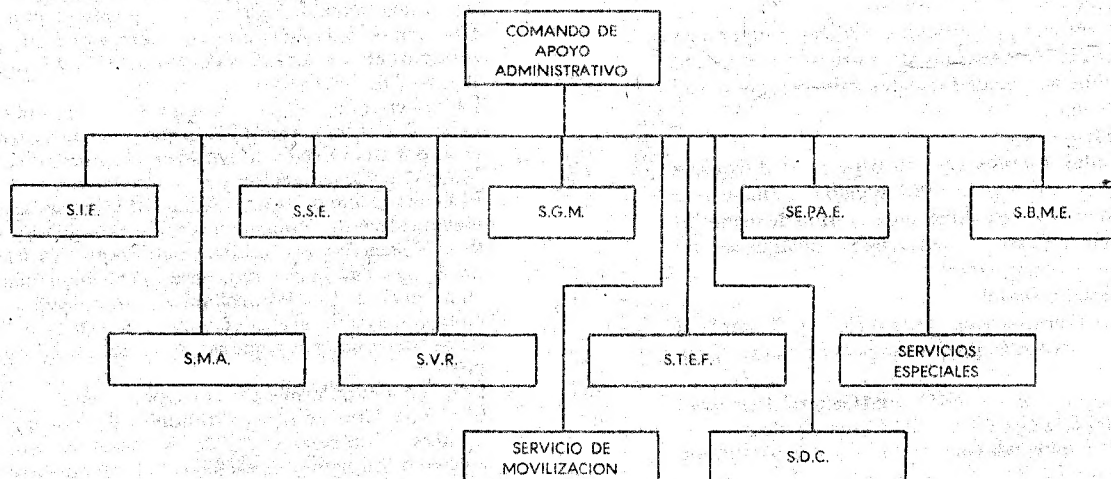 COMANDO DE
APOYO
ADMINISTRATIVO
S.I.E.
S.S.E.
S.G.M.
SE.PA.E.
S.B.M.E.
S.M.A.
S.V.R.
S.T.E.F.
SERVICIOS
ESPECIALES
SERVICIO DE
MOVILIZACION
S.D.C.